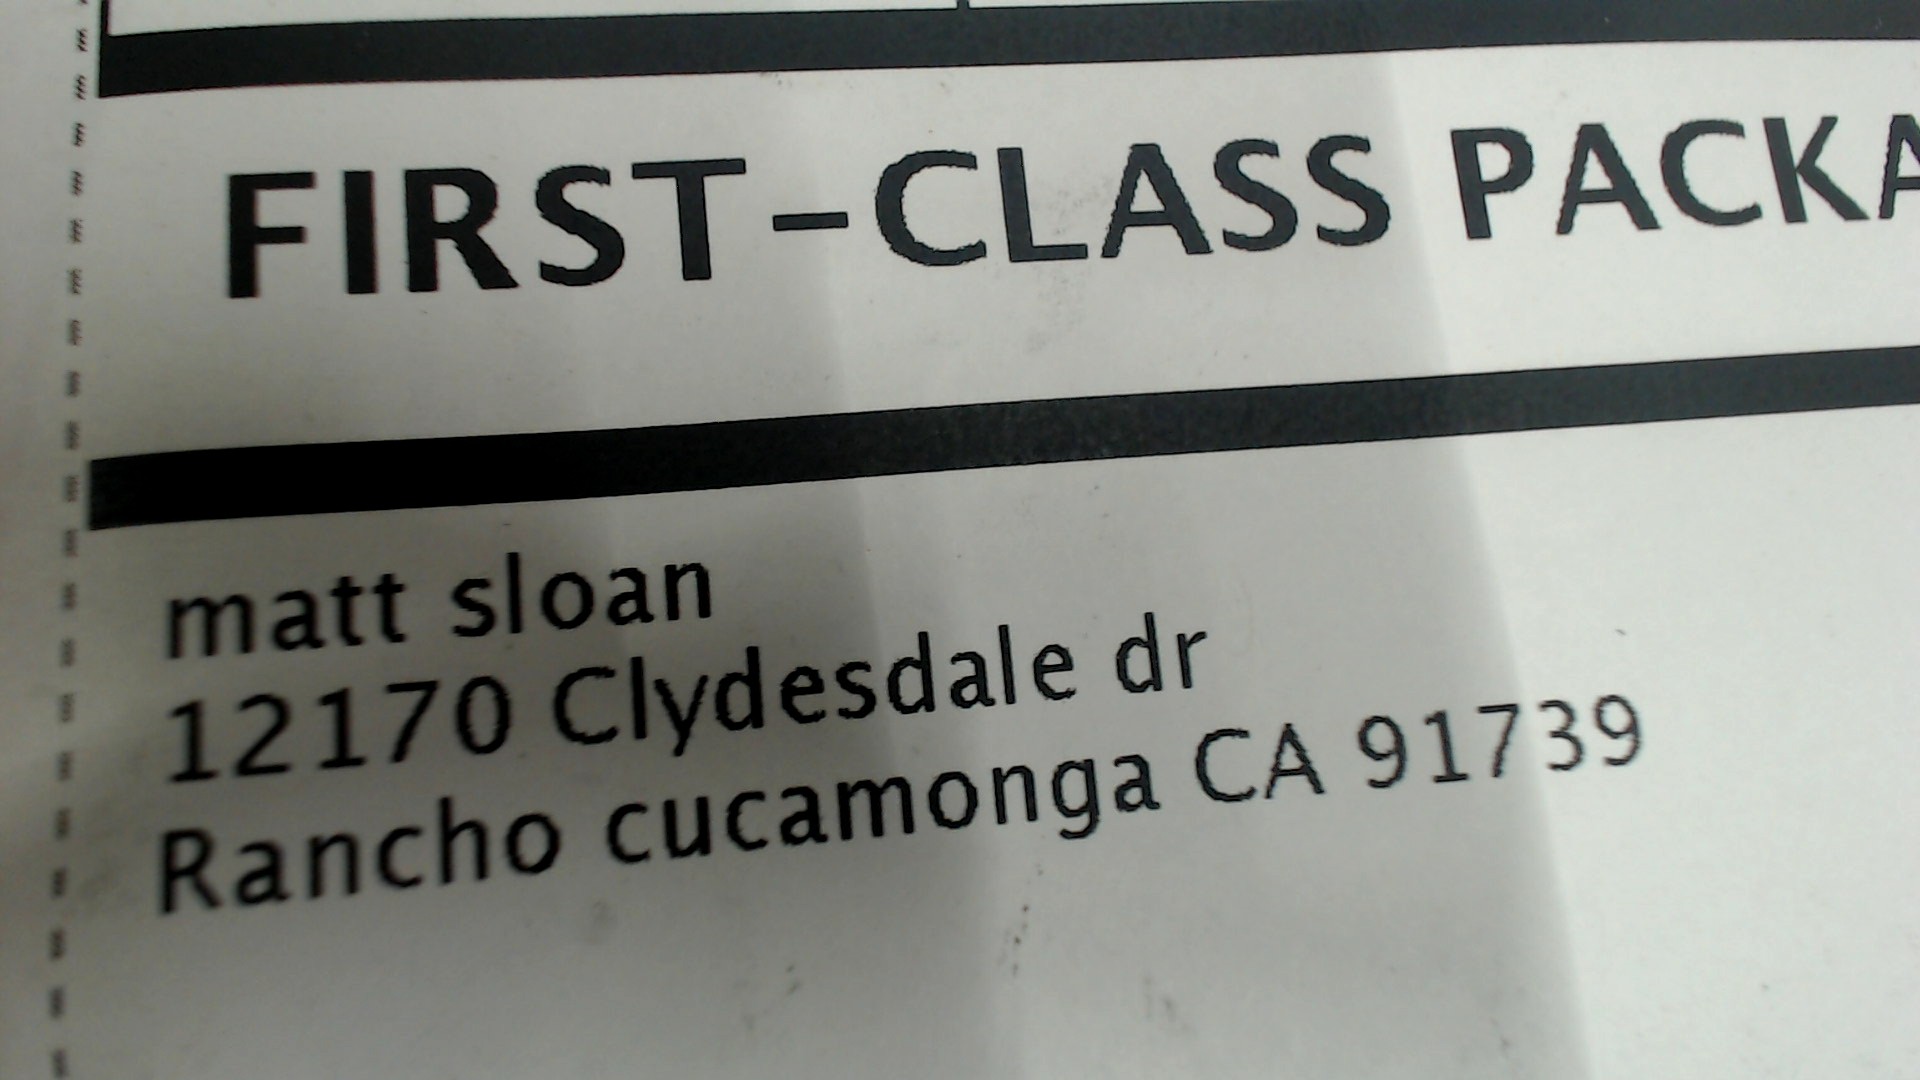 FIRST-CLASS PACKA
matt sloan
12170 Clydesdale dr
Rancho cucamonga CA 91739